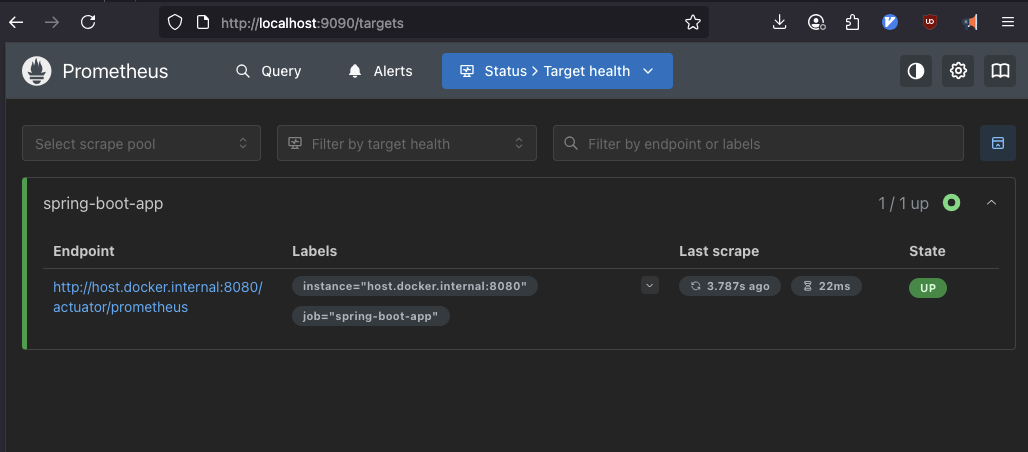 http://localhost:9090/targets
Prometheus
Query
Alerts
Status > Target health
Select scrape pool
Filter by target health
Filter by endpoint or labels
spring-boot-app
1 / 1 up
Endpoint Labels Last scrape State
http://host.docker.internal:8080/
actuator/prometheus
instance="host.docker.internal:8080"
job="spring-boot-app"
3.787s ago
22ms
UP